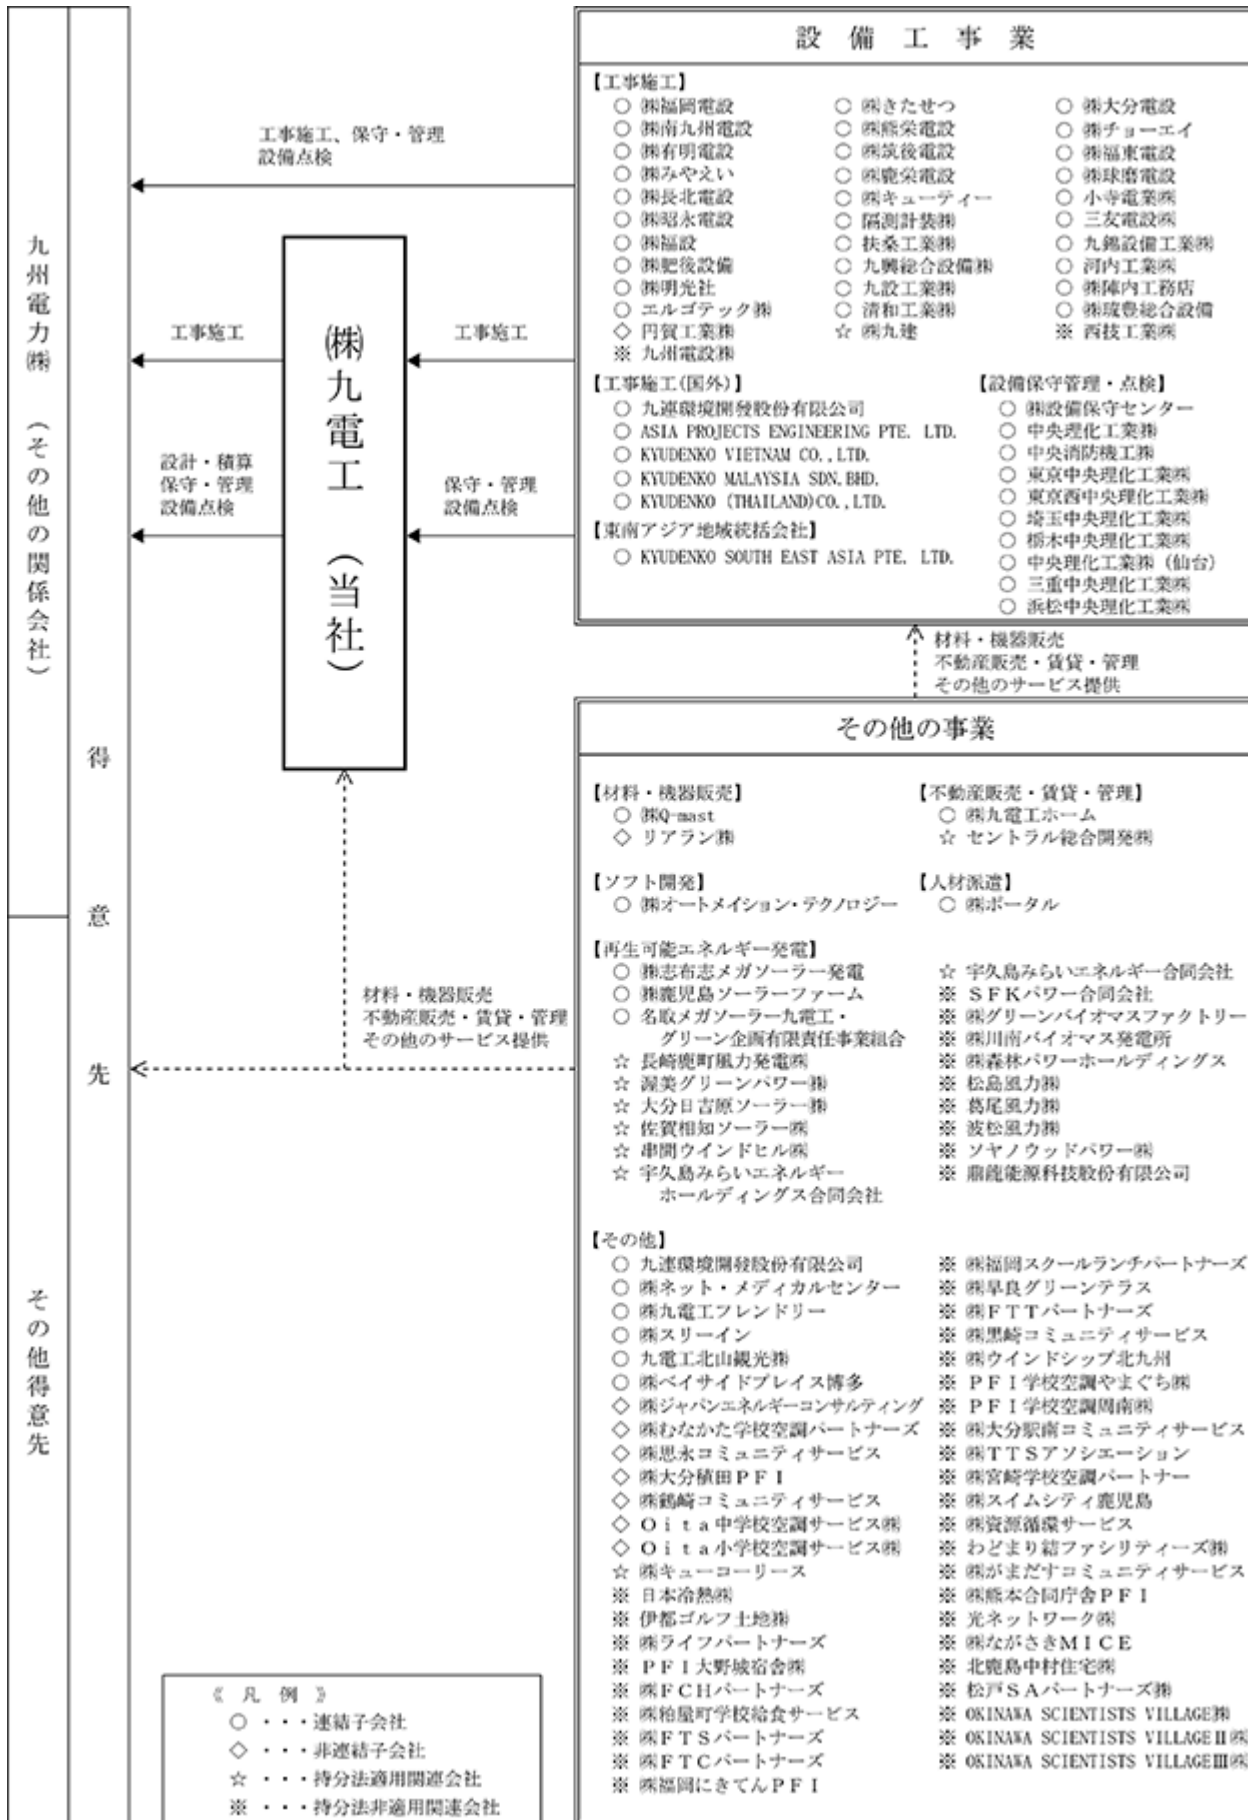 九州電力㈱　（その他の関係会社）
その他得意先
得意先
工事施工、保守・管理
設備点検
工事施工
設計・積算
保守・管理
設備点検
㈱九電工　（当社）
工事施工
保守・管理
設備点検
材料・機器販売
不動産販売・賃貸・管理
その他のサービス提供
設備工事業
【工事施工】
○ ㈱福岡電設　○ ㈱きたせつ　○ ㈱大分電設
○ ㈱南九州電設　○ ㈱熊栄電設　○ ㈱チョーエイ
○ ㈱有明電設　○ ㈱筑後電設　○ ㈱福東電設
○ ㈱みやえい　○ ㈱鹿栄電設　○ ㈱球磨電設
○ ㈱長北電設　○ ㈱キューティー　○ 小寺電業㈱
○ ㈱昭永電設　○ 隔測計装㈱　○ 三友電設㈱
○ ㈱福設　○ 扶桑工業㈱　○ 九錦設備工業㈱
○ ㈱肥後設備　○ 九興総合設備㈱　○ 河内工業㈱
○ ㈱明光社　○ 九設工業㈱　○ ㈱陣内工務店
○ エルゴテック㈱　○ 清和工業㈱　○ ㈱琉豊総合設備
◇ 円賀工業㈱　☆ ㈱九建　※ 西技工業㈱
※ 九州電設㈱
【工事施工(国外)】
○ 九連環境開發股份有限公司
○ ASIA PROJECTS ENGINEERING PTE. LTD.
○ KYUDENKO VIETNAM CO.,LTD.
○ KYUDENKO MALAYSIA SDN.BHD.
○ KYUDENKO (THAILAND)CO.,LTD.
【東南アジア地域統括会社】
○ KYUDENKO SOUTH EAST ASIA PTE. LTD.
【設備保守管理・点検】
○ ㈱設備保守センター
○ 中央理化工業㈱
○ 中央消防機工㈱
○ 東京中央理化工業㈱
○ 東京西中央理化工業㈱
○ 埼玉中央理化工業㈱
○ 栃木中央理化工業㈱
○ 中央理化工業㈱（仙台）
○ 三重中央理化工業㈱
○ 浜松中央理化工業㈱
材料・機器販売
不動産販売・賃貸・管理
その他のサービス提供
その他の事業
【材料・機器販売】
○ ㈱Q-mast
◇ リアラン㈱
【不動産販売・賃貸・管理】
○ ㈱九電工ホーム
☆ セントラル総合開発㈱
【ソフト開発】
○ ㈱オートメイション・テクノロジー
【人材派遣】
○ ㈱ポータル
【再生可能エネルギー発電】
○ ㈱志布志メガソーラー発電
○ ㈱鹿児島ソーラーファーム
○ 名取メガソーラー九電工・
グリーン企画有限責任事業組合
☆ 長崎鹿町風力発電㈱
☆ 渥美グリーンパワー㈱
☆ 大分日吉原ソーラー㈱
☆ 佐賀相知ソーラー㈱
☆ 串間ウインドヒル㈱
☆ 宇久島みらいエネルギー
ホールディングス合同会社
☆ 宇久島みらいエネルギー合同会社
※ ＳＦＫパワー合同会社
※ ㈱グリーンバイオマスファクトリー
※ ㈱川南バイオマス発電所
※ ㈱森林パワーホールディングス
※ 松島風力㈱
※ 葛尾風力㈱
※ 波松風力㈱
※ ソヤノウッドパワー㈱
※ 鼎龍能源科技股份有限公司
【その他】
○ 九連環境開發股份有限公司
○ ㈱ネット・メディカルセンター
○ ㈱九電工フレンドリー
○ ㈱スリーイン
○ 九電工北山観光㈱
○ ㈱ベイサイドプレイス博多
◇ ㈱ジャパンエネルギーコンサルティング
◇ ㈱むなかた学校空調パートナーズ
◇ ㈱思永コミュニティサービス
◇ ㈱大分稙田ＰＦＩ
◇ ㈱鶴崎コミュニティサービス
◇ Ｏｉｔａ中学校空調サービス㈱
◇ Ｏｉｔａ小学校空調サービス㈱
☆ ㈱キューコーリース
※ 日本冷熱㈱
※ 伊都ゴルフ土地㈱
※ ㈱ライフパートナーズ
※ ＰＦＩ大野城宿舎㈱
※ ㈱ＦＣＨパートナーズ
※ ㈱粕屋町学校給食サービス
※ ㈱ＦＴＳパートナーズ
※ ㈱ＦＴＣパートナーズ
※ ㈱福岡にきてんＰＦＩ
※ ㈱福岡スクールランチパートナーズ
※ ㈱早良グリーンテラス
※ ㈱ＦＴＴパートナーズ
※ ㈱黒崎コミュニティサービス
※ ㈱ウインドシップ北九州
※ ＰＦＩ学校空調やまぐち㈱
※ ＰＦＩ学校空調周南㈱
※ ㈱大分駅南コミュニティサービス
※ ㈱ＴＴＳアソシエーション
※ ㈱宮崎学校空調パートナー
※ ㈱スイムシティ鹿児島
※ ㈱資源循環サービス
※ わどまり結ファシリティーズ㈱
※ ㈱がまだすコミュニティサービス
※ ㈱熊本合同庁舎ＰＦＩ
※ 光ネットワーク㈱
※ ㈱ながさきＭＩＣＥ
※ 北鹿島中村住宅㈱
※ 松戸ＳＡパートナーズ㈱
※ OKINAWA SCIENTISTS VILLAGE㈱
※ OKINAWA SCIENTISTS VILLAGEⅡ㈱
※ OKINAWA SCIENTISTS VILLAGEⅢ㈱
《 凡 例 》
○ ・・・連結子会社
◇ ・・・非連結子会社
☆ ・・・持分法適用関連会社
※ ・・・持分法非適用関連会社